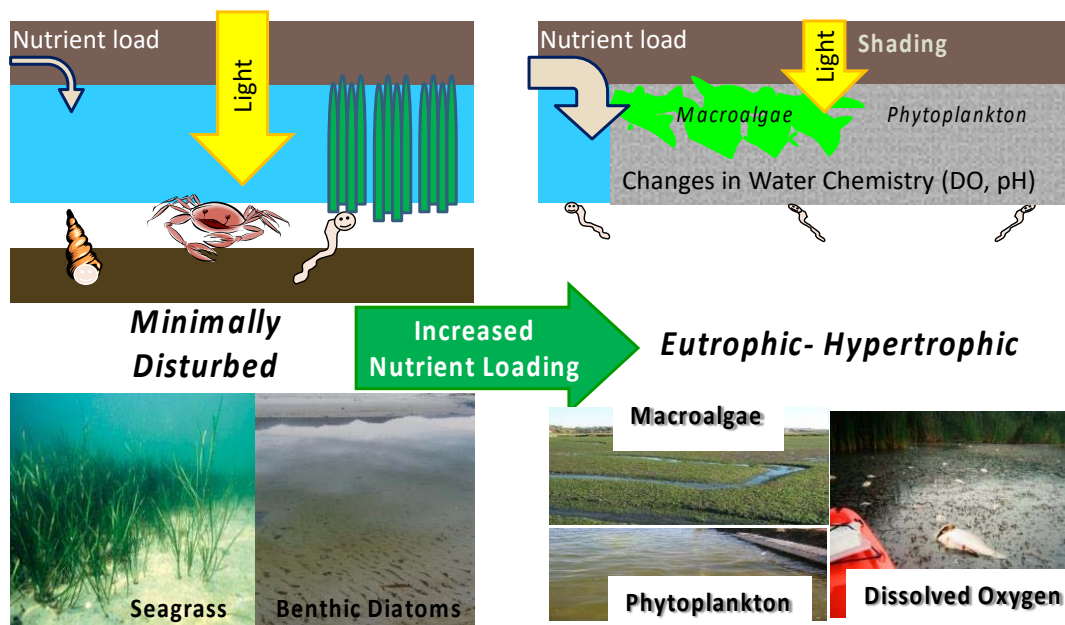 Nutrient load
Light
Nutrient load
Light
Shading
Macroalgae
Phytoplankton
Changes in Water Chemistry (DO, pH)
Minimally
Disturbed
Increased
Nutrient Loading
Eutrophic- Hypertrophic
Seagrass
Benthic Diatoms
Macroalgae
Phytoplankton
Dissolved Oxygen